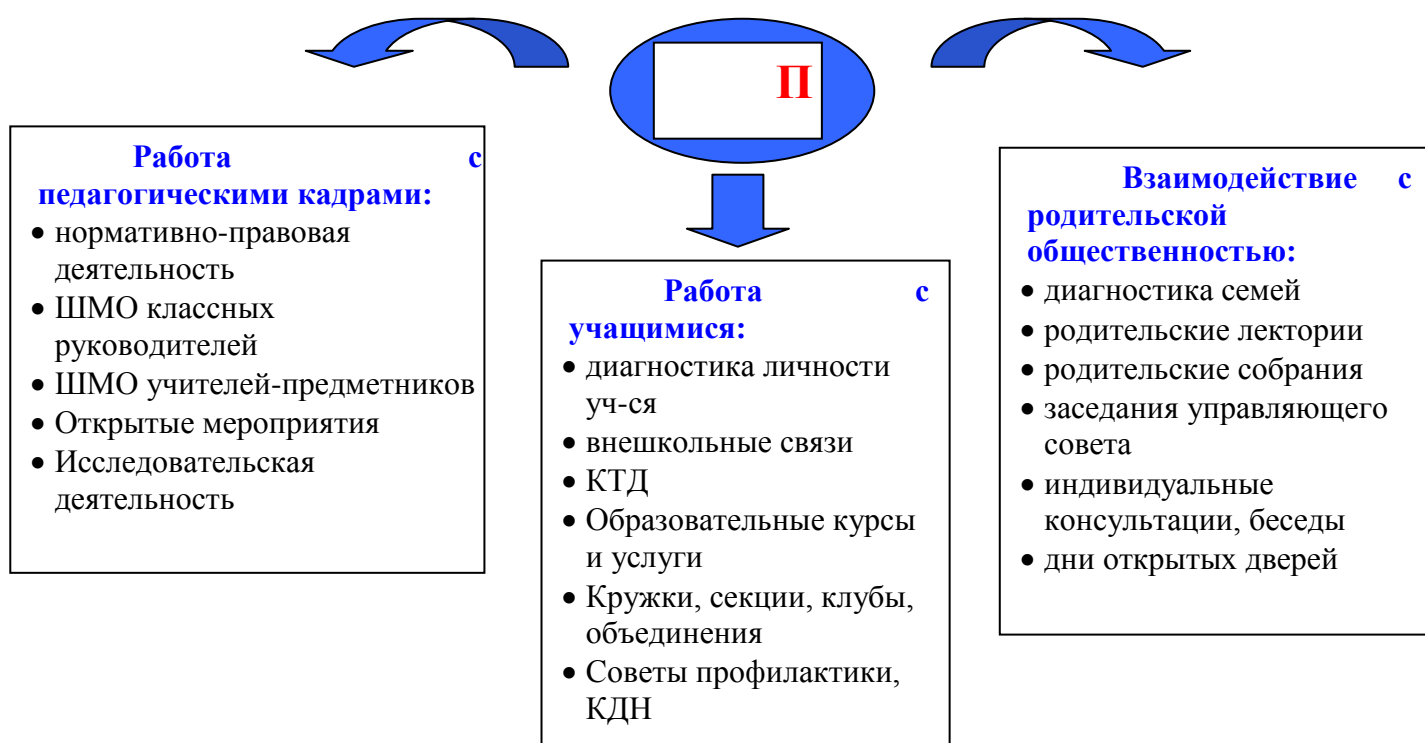 П
Работа с
педагогическими кадрами:
• нормативно-правовая
деятельность
• ШМО классных
руководителей
• ШМО учителей-предметников
• Открытые мероприятия
• Исследовательская
деятельность
Работа с
учащимися:
• диагностика личности
уч-ся
• внешкольные связи
• КТД
• Образовательные курсы
и услуги
• Кружки, секции, клубы,
объединения
• Советы профилактики,
КДН
Взаимодействие с
родительской
общественностью:
• диагностика семей
• родительские лектории
• родительские собрания
• заседания управляющего
совета
• индивидуальные
консультации, беседы
• дни открытых дверей